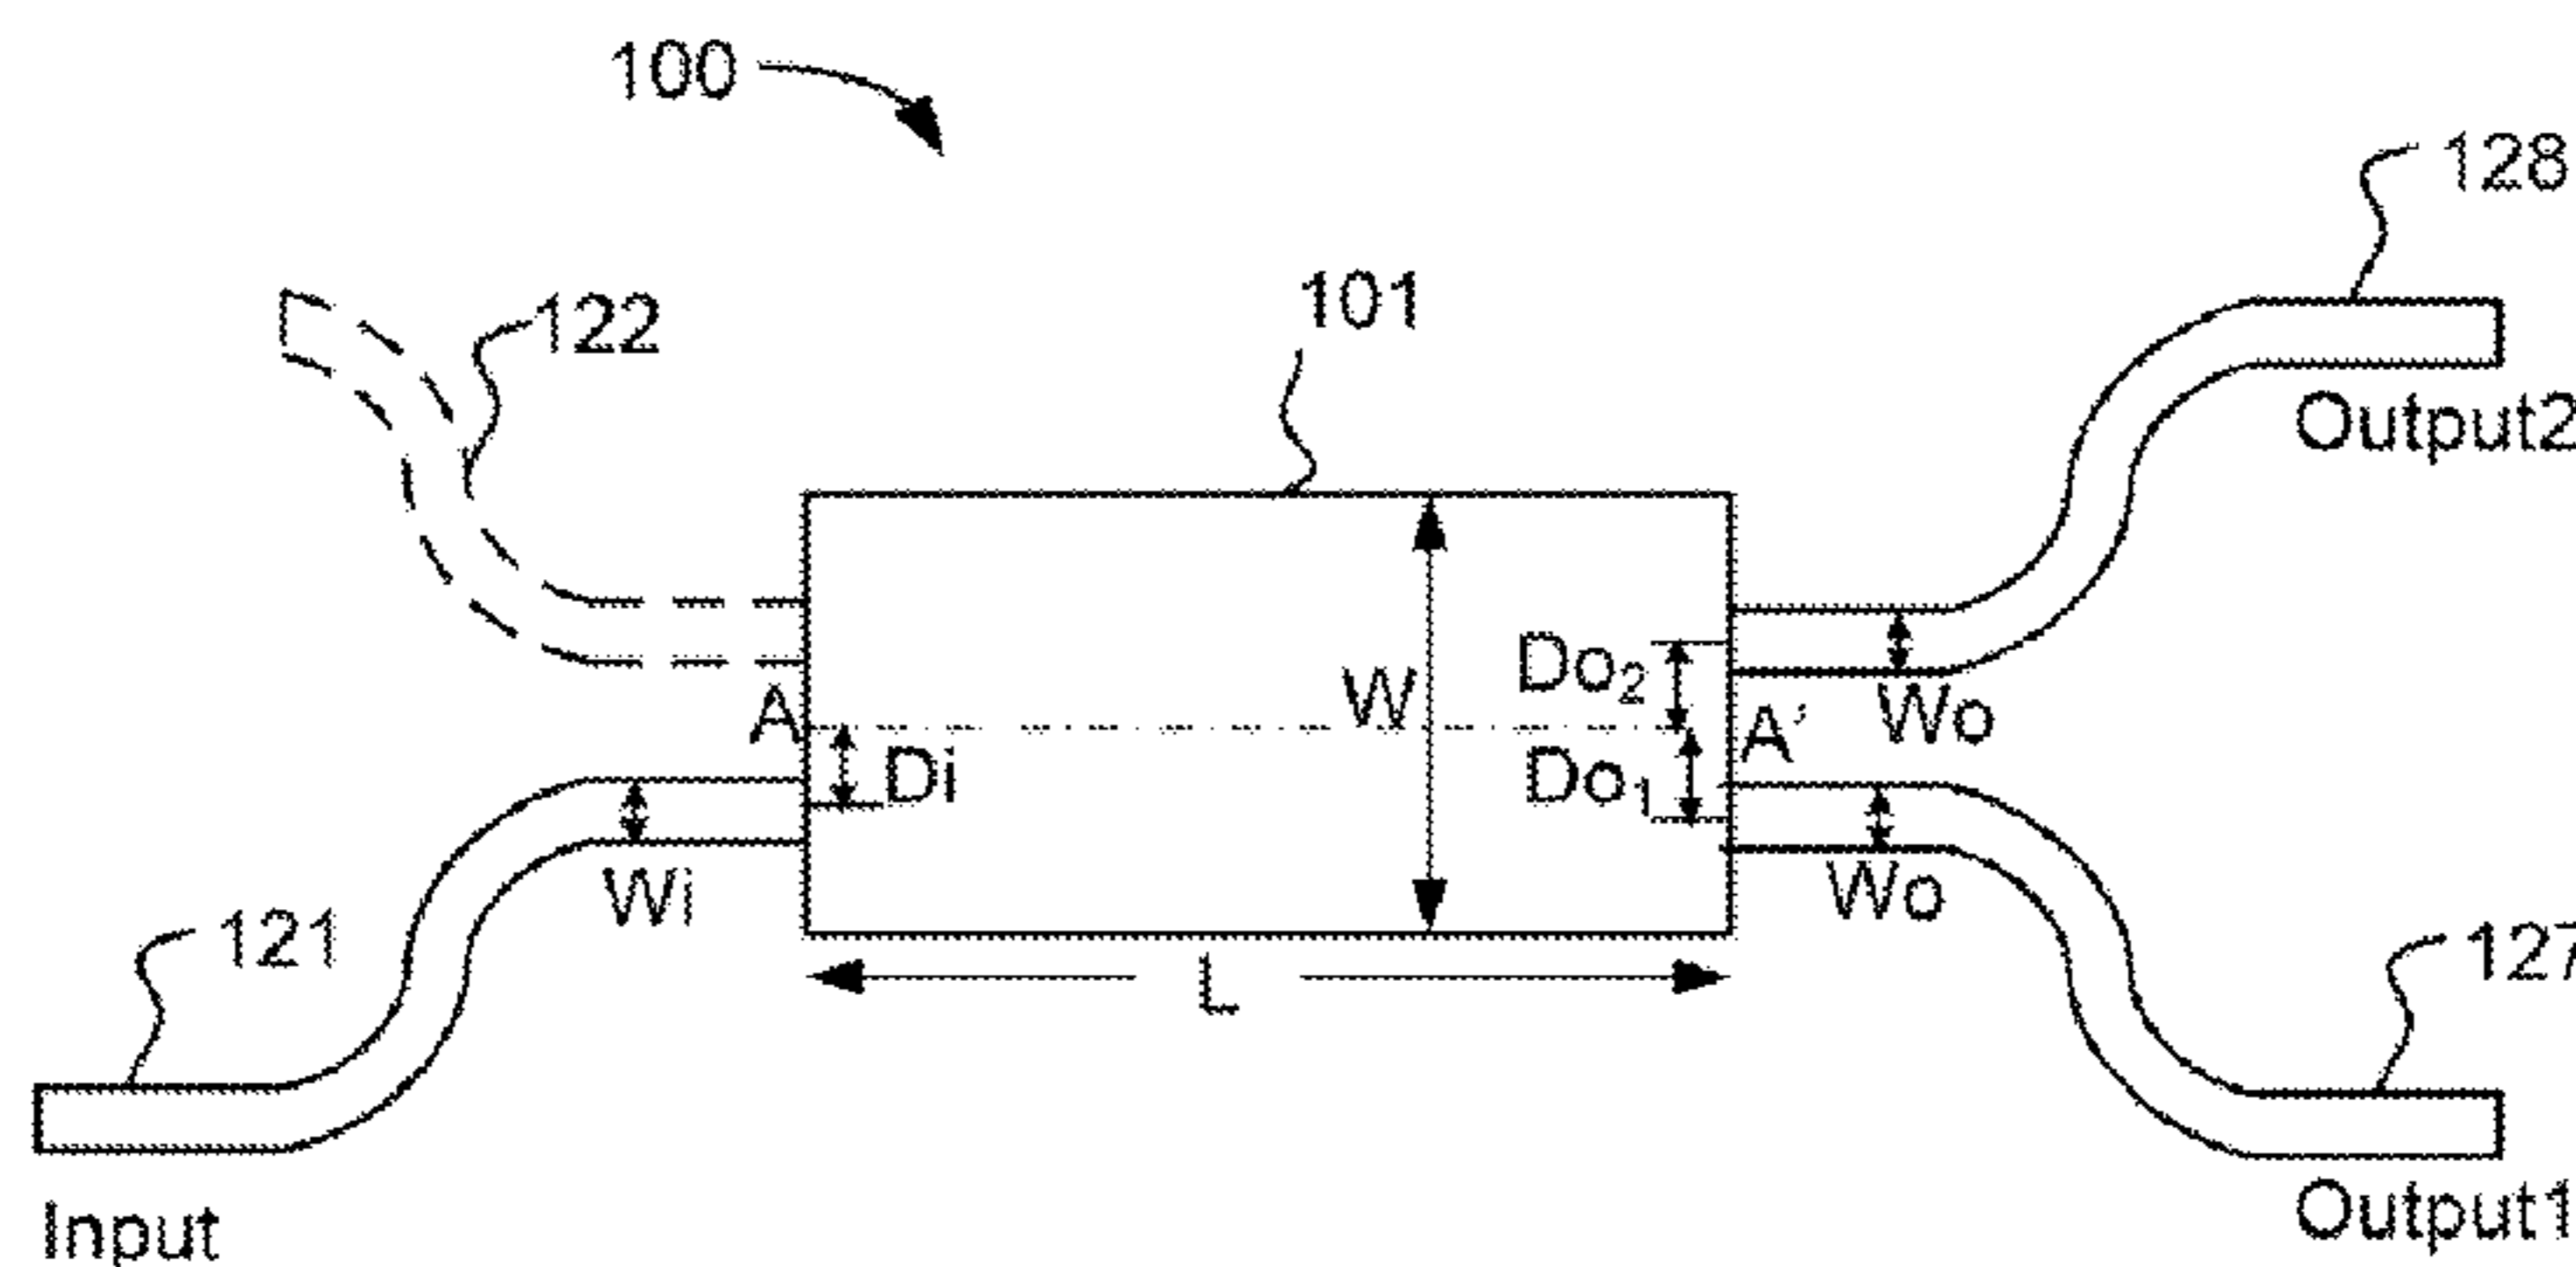 100
128
122
101
Output2
Do₂
W
A
A'
Wo
Di
Do₁
Wi
Wo
121
127
L
Input
Output1